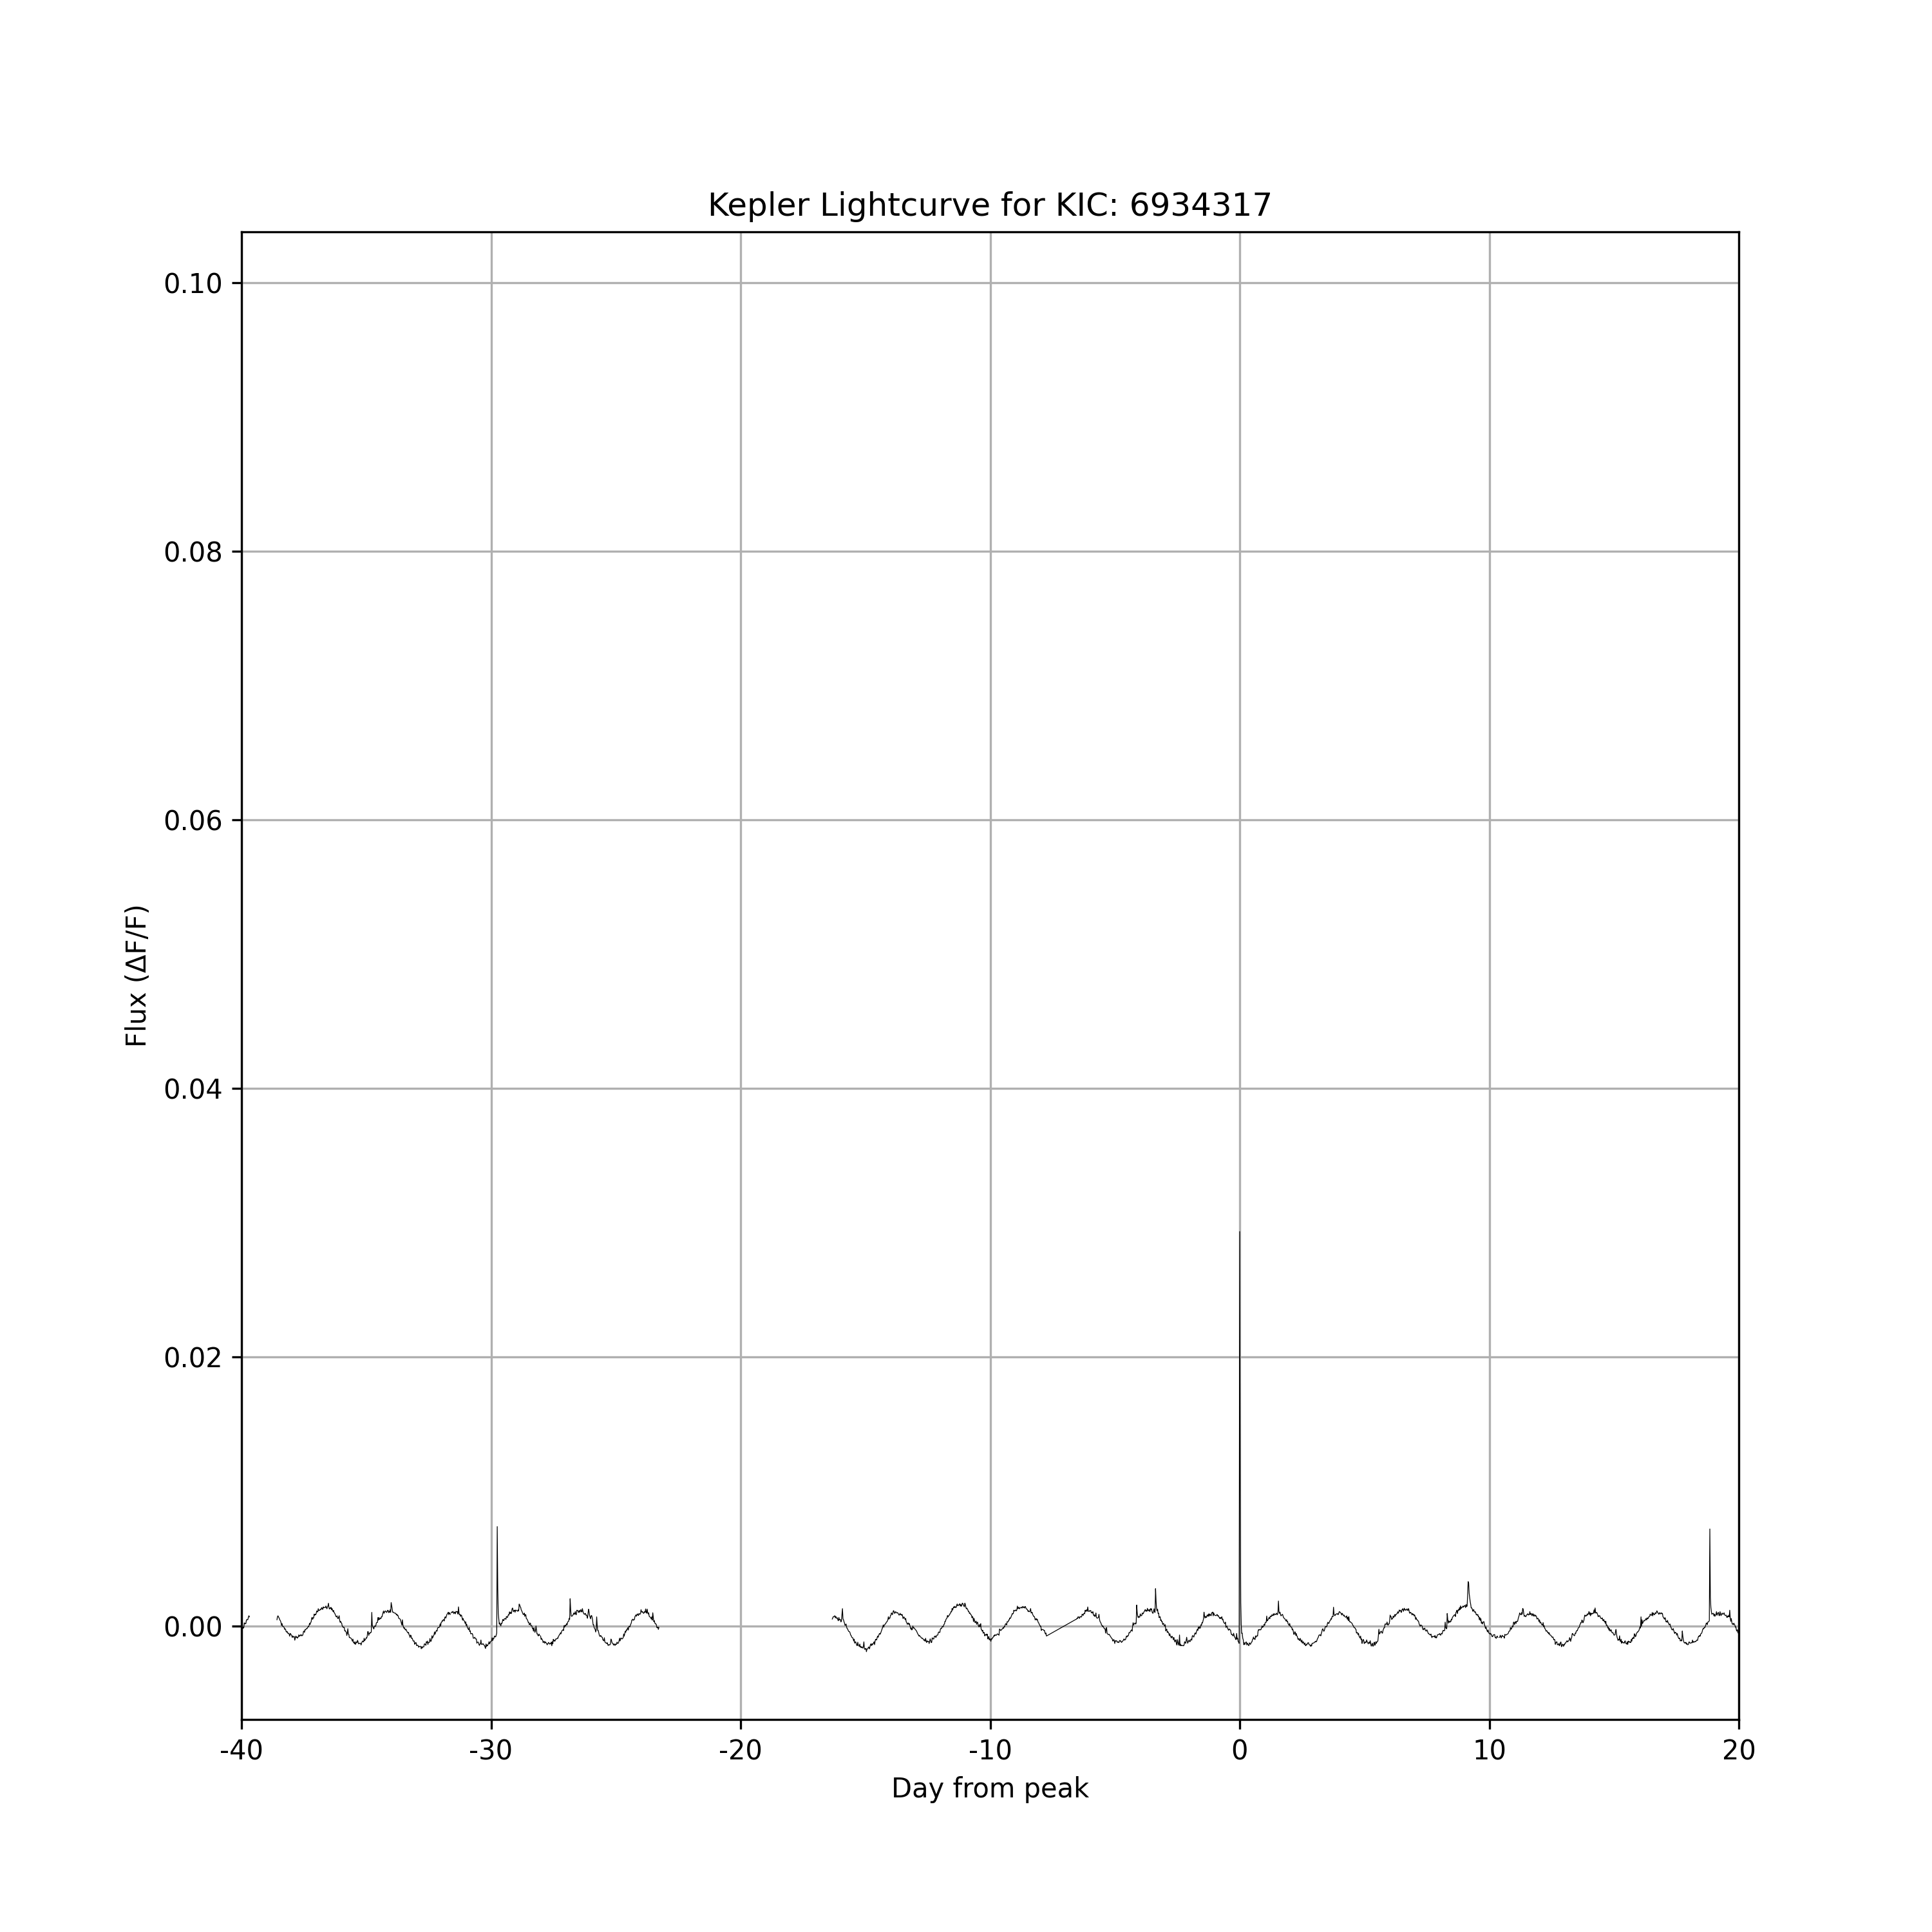 Kepler Lightcurve for KIC: 6934317
0.10
0.08
0.06
0.04
0.02
0.00
Flux (ΔF/F)
-40 -30 -20 -10 0 10 20
Day from peak